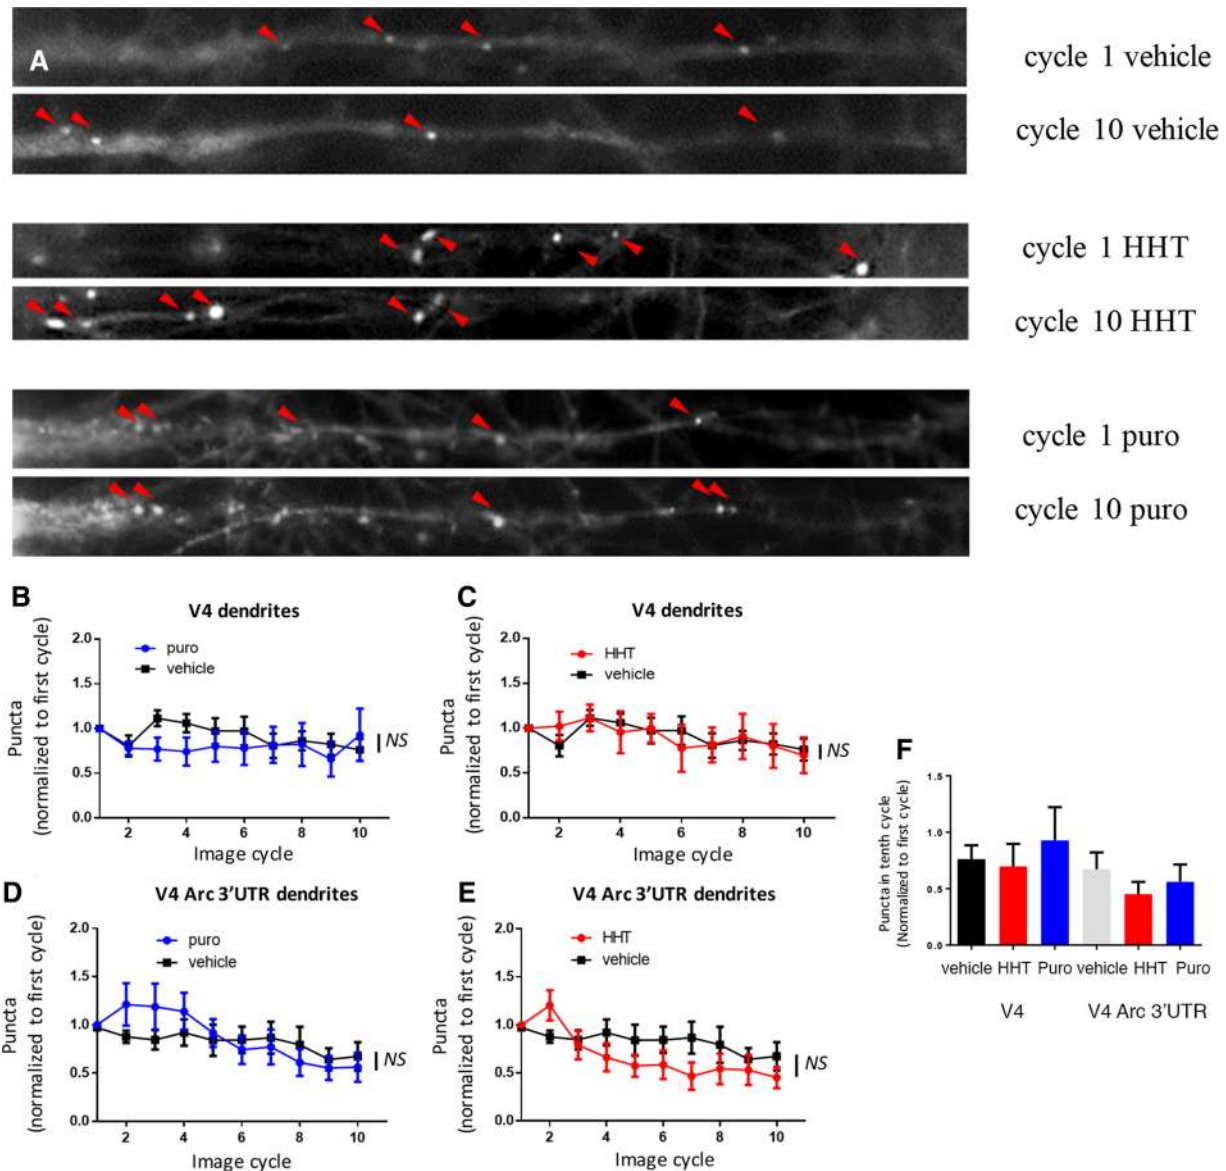 A
cycle 1 vehicle
cycle 10 vehicle
cycle 1 HHT
cycle 10 HHT
cycle 1 puro
cycle 10 puro
B
V4 dendrites
Puncta
(normalized to first cycle)
2.0
1.5
1.0
0.5
0.0
puro
vehicle
NS
2 4 6 8 10
Image cycle
C
V4 dendrites
Puncta
(normalized to first cycle)
2.0
1.5
1.0
0.5
0.0
HHT
vehicle
NS
2 4 6 8 10
Image cycle
D
V4 Arc 3’UTR dendrites
Puncta
(normalized to first cycle)
2.0
1.5
1.0
0.5
0.0
puro
vehicle
NS
2 4 6 8 10
Image cycle
E
V4 Arc 3’UTR dendrites
Puncta
(normalized to first cycle)
2.0
1.5
1.0
0.5
0.0
HHT
vehicle
NS
2 4 6 8 10
Image cycle
F
Puncta in tenth cycle
(Normalized to first cycle)
1.5
1.0
0.5
0.0
vehicle HHT Puro vehicle HHT Puro
V4 V4 Arc 3’UTR